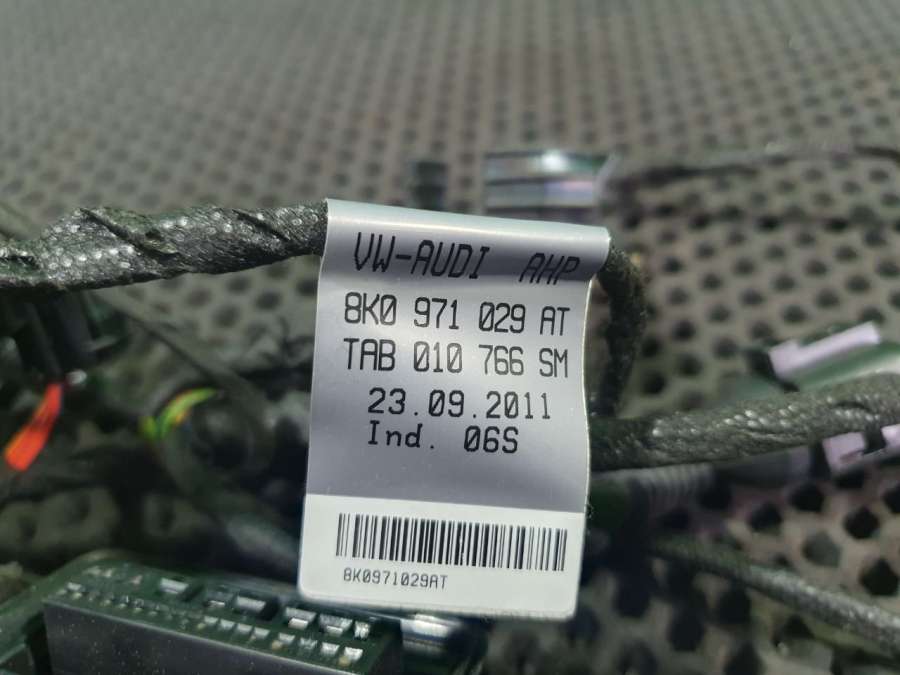 VW-AUDI AHP
8K0 971 029 AT
TAB 010 766 SM
23.09.2011
Ind. 06S
8K0971029AT